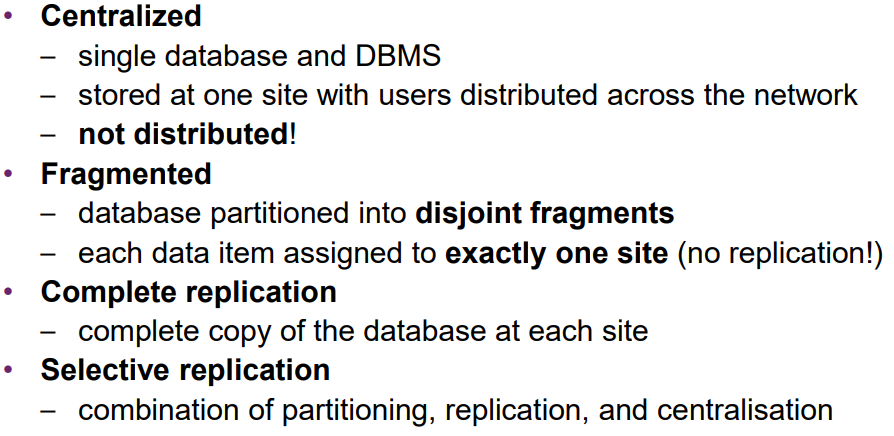 • Centralized
– single database and DBMS
– stored at one site with users distributed across the network
– not distributed!
• Fragmented
– database partitioned into disjoint fragments
– each data item assigned to exactly one site (no replication!)
• Complete replication
– complete copy of the database at each site
• Selective replication
– combination of partitioning, replication, and centralisation